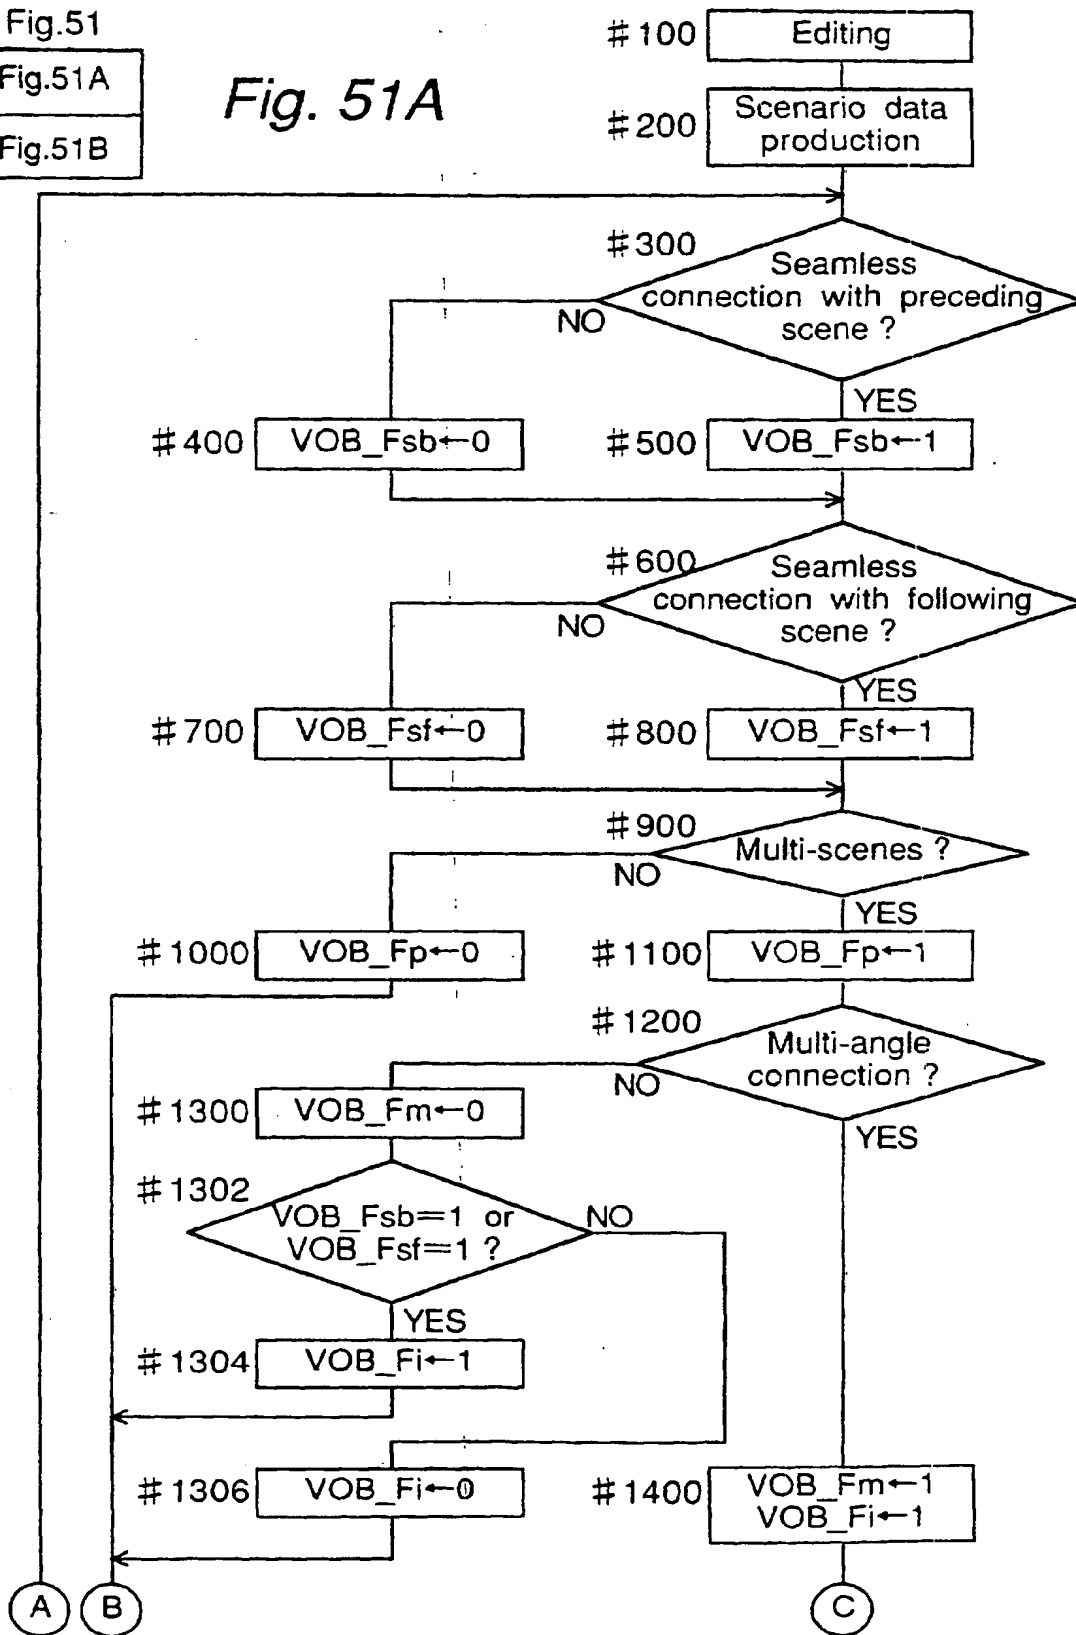 Fig.51
Fig.51A
Fig.51B
Fig. 51A
#100
Editing
#200
Scenario data
production
#300
Seamless
connection with preceding
scene ?
NO
YES
#400
VOB_Fsb←0
#500
VOB_Fsb←1
#600
Seamless
connection with following
scene ?
NO
YES
#700
VOB_Fsf←0
#800
VOB_Fsf←1
#900
Multi-scenes ?
NO
YES
#1000
VOB_Fp←0
#1100
VOB_Fp←1
#1200
Multi-angle
connection ?
NO
YES
#1300
VOB_Fm←0
#1302
VOB_Fsb=1 or
VOB_Fsf=1 ?
NO
YES
#1304
VOB_Fi←1
#1306
VOB_Fi←0
#1400
VOB_Fm←1
VOB_Fi←1
A
B
C